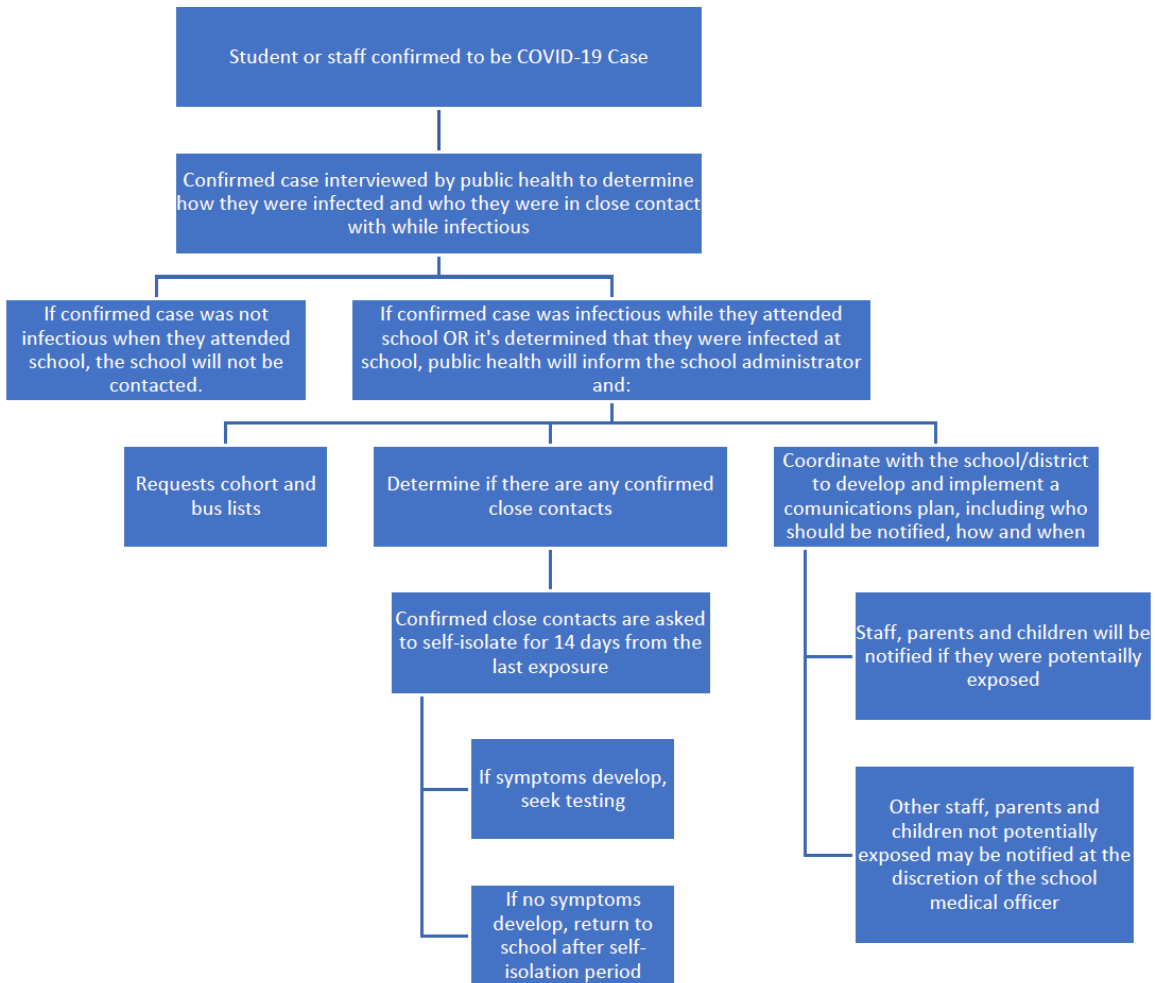 Student or staff confirmed to be COVID-19 Case
Confirmed case interviewed by public health to determine
how they were infected and who they were in close contact
with while infectious
If confirmed case was not
infectious when they attended
school, the school will not be
contacted.
If confirmed case was infectious while they attended
school OR it's determined that they were infected at
school, public health will inform the school administrator
and:
Requests cohort and
bus lists
Determine if there are any confirmed
close contacts
Coordinate with the school/district
to develop and implement a
comunications plan, including who
should be notified, how and when
Confirmed close contacts are asked
to self-isolate for 14 days from the
last exposure
Staff, parents and children will be
notified if they were potentailly
exposed
If symptoms develop,
seek testing
Other staff, parents and
children not potentially
exposed may be notified at the
discretion of the school
medical officer
If no symptoms
develop, return to
school after self-
isolation period